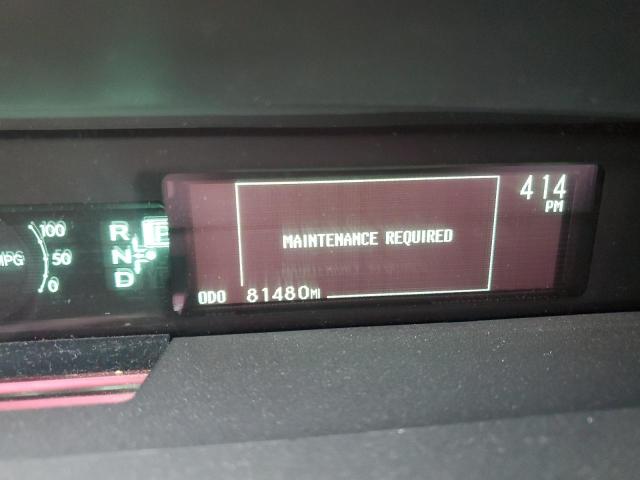 414
PM
MAINTENANCE REQUIRED
ODO 81480MI
100
50
0
MPG
R
N
D